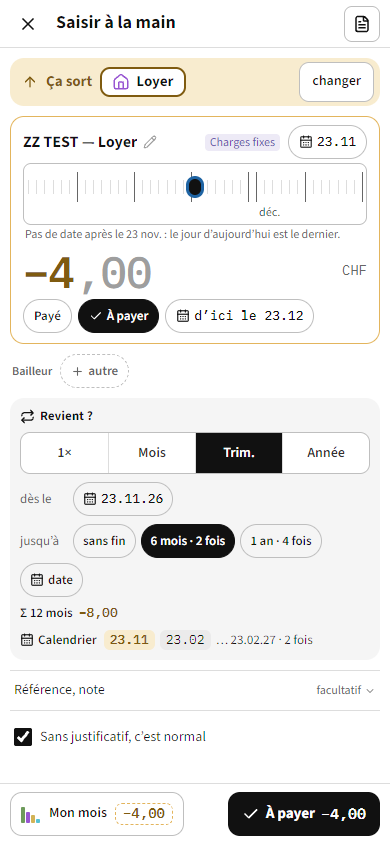 Saisir à la main
Ça sort Loyer changer
ZZ TEST — Loyer Charges fixes 23.11
déc.
Pas de date après le 23 nov. : le jour d'aujourd'hui est le dernier.
−4,00 CHF
Payé À payer d'ici le 23.12
Bailleur + autre
Revient ?
1× Mois Trim. Année
dès le 23.11.26
jusqu'à sans fin 6 mois · 2 fois 1 an · 4 fois
date
Σ 12 mois −8,00
Calendrier 23.11 23.02 … 23.02.27 · 2 fois
Référence, note facultatif
Sans justificatif, c'est normal
Mon mois −4,00 À payer −4,00